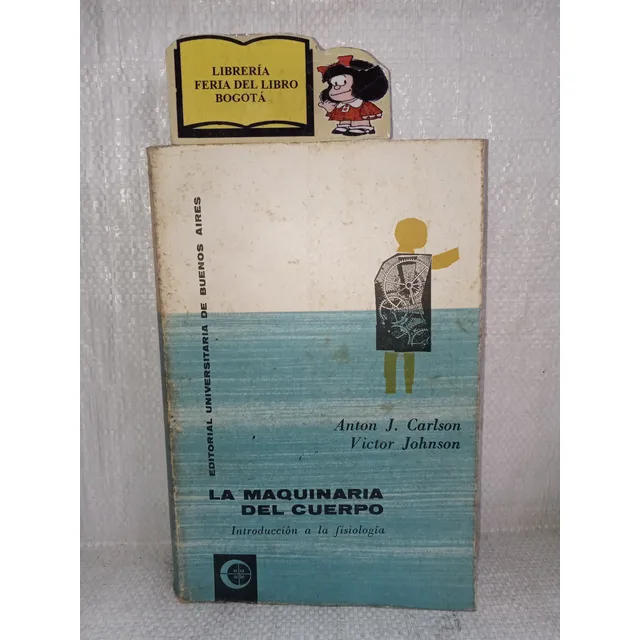 LIBRERÍA
FERIA DEL LIBRO
BOGOTÁ
EDITORIAL UNIVERSITARIA DE BUENOS AIRES
Anton J. Carlson
Victor Johnson
LA MAQUINARIA
DEL CUERPO
Introducción a la fisiología